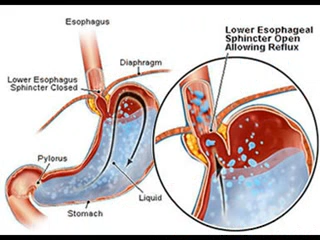 Esophagus
Lower Esophageal
Sphincter Open
Allowing Reflux
Diaphragm
Lower Esophagus
Sphincter Closed
Pylorus
Liquid
Stomach